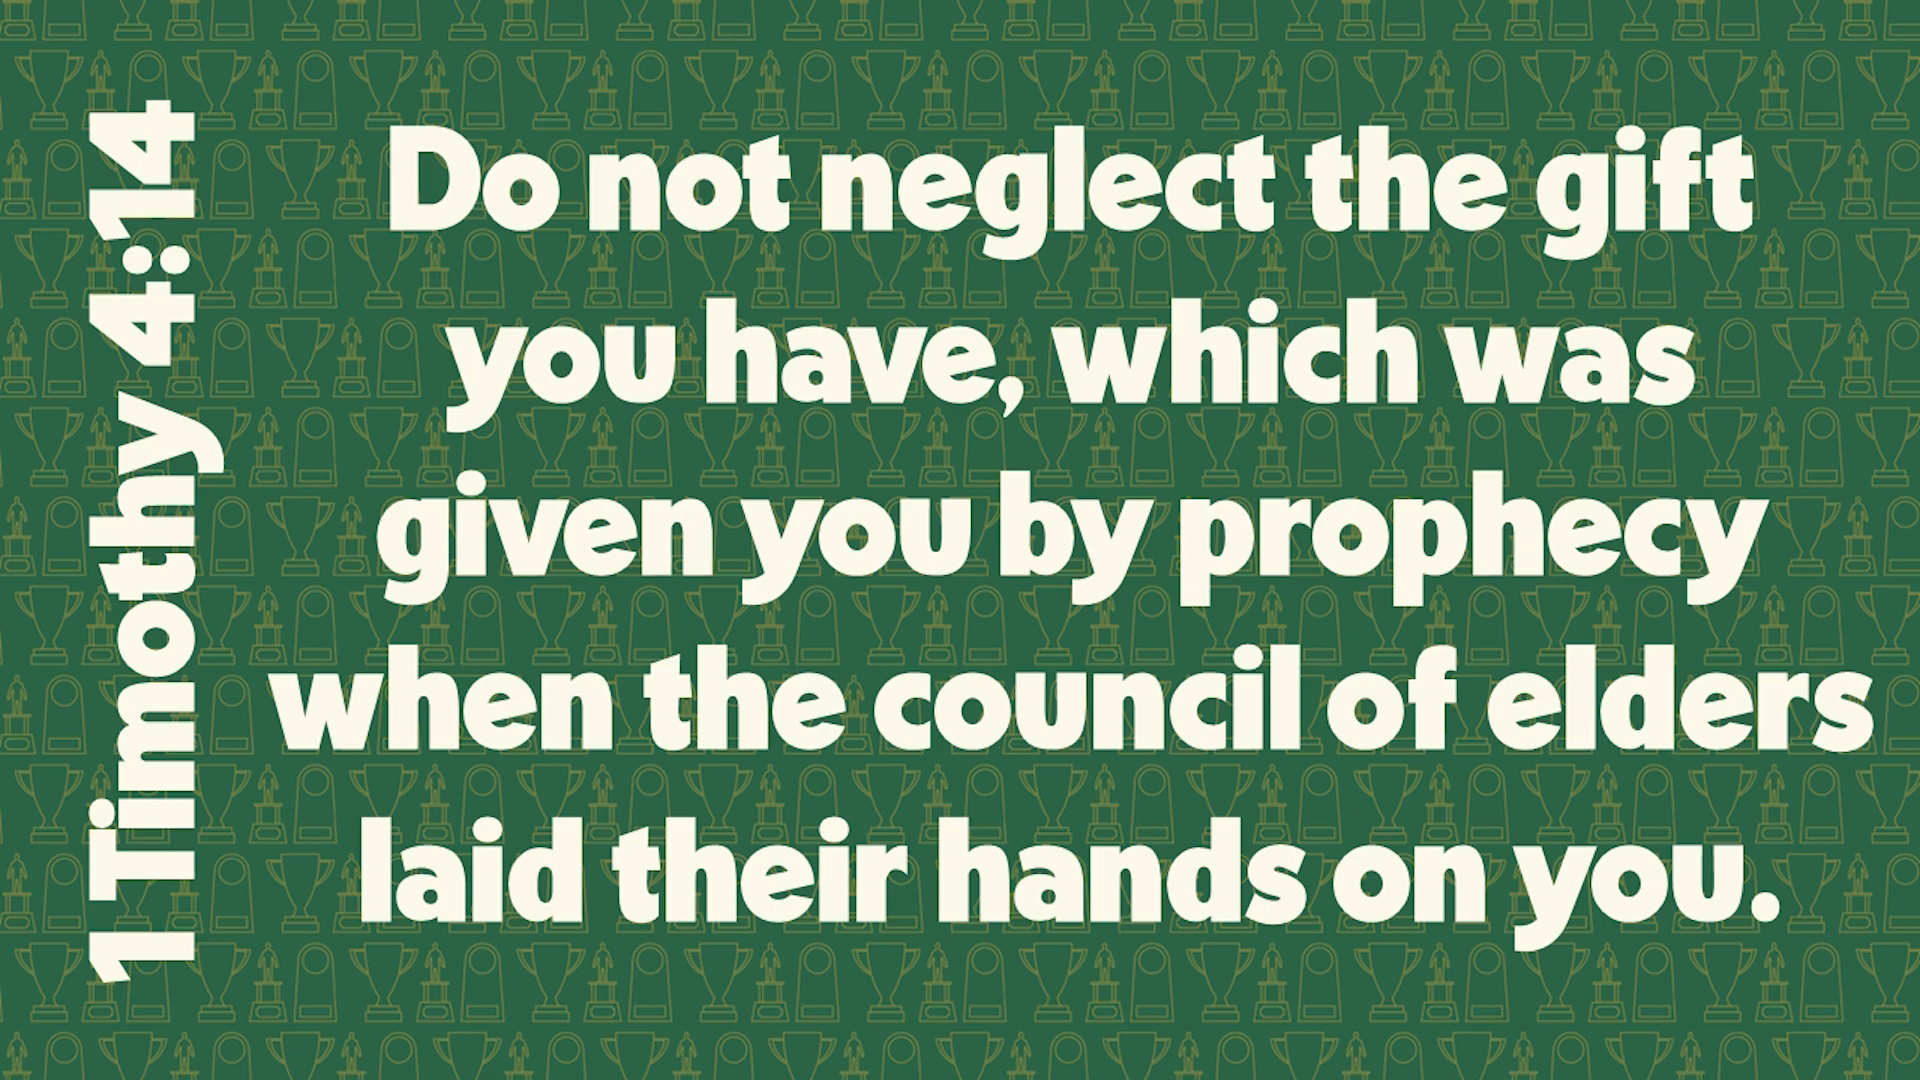 1 Timothy 4:14
Do not neglect the gift
you have, which was
given you by prophecy
when the council of elders
laid their hands on you.